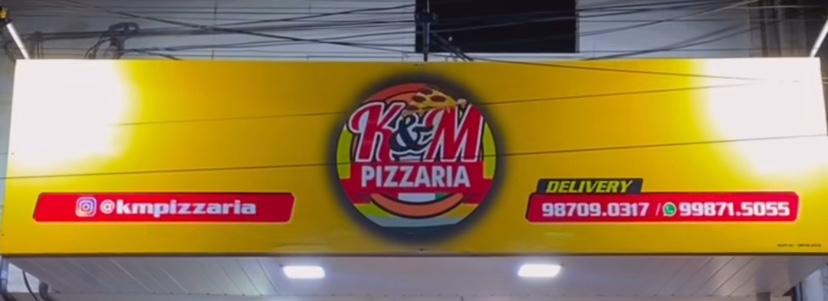 K&M
PIZZARIA
@kmpizzaria
DELIVERY
98709.0317 / 99871.5055